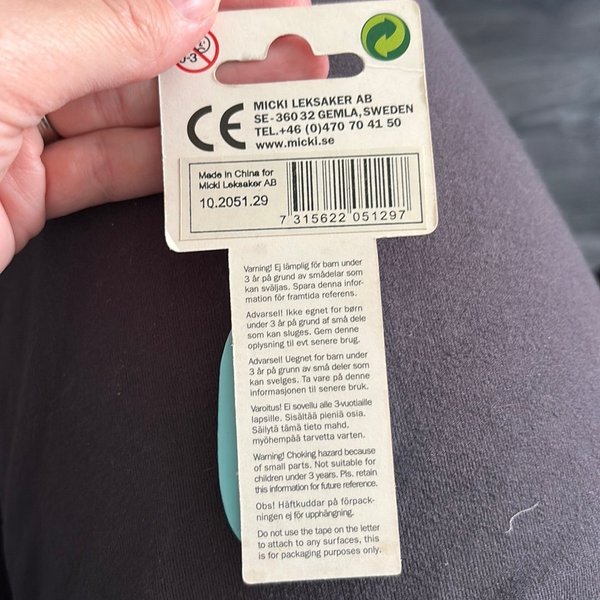 0-3
CE
MICKI LEKSAKER AB
SE-360 32 GEMLA, SWEDEN
TEL.+46 (0)470 70 41 50
www.micki.se
Made in China for
Micki Leksaker AB
10.2051.29
7 315622 051297
Varning! Ej lämplig för barn under
3 år på grund av smådelar som
kan sväljas. Spara denna infor-
mation för framtida referens.
Advarsel! Ikke egnet for børn
under 3 år på grund af små dele
som kan sluges. Gem denne
oplysning til evt senere brug.
Advarsel! Uegnet for barn under
3 år på grunn av små deler som
kan svelges. Ta vare på denne
informasjonen til senere bruk.
Varoitus! Ei sovellu alle 3-vuotiaille
lapsille. Sisältää pieniä osia.
Säilytä tämä tieto mahd.
myöhempää tarvetta varten.
Warning! Choking hazard because
of small parts. Not suitable for
children under 3 years. Pls. retain
this information for future reference.
Obs! Häftkuddar på förpack-
ningen ej för upphängning.
Do not use the tape on the letter
to attach to any surfaces, this
is for packaging purposes only.